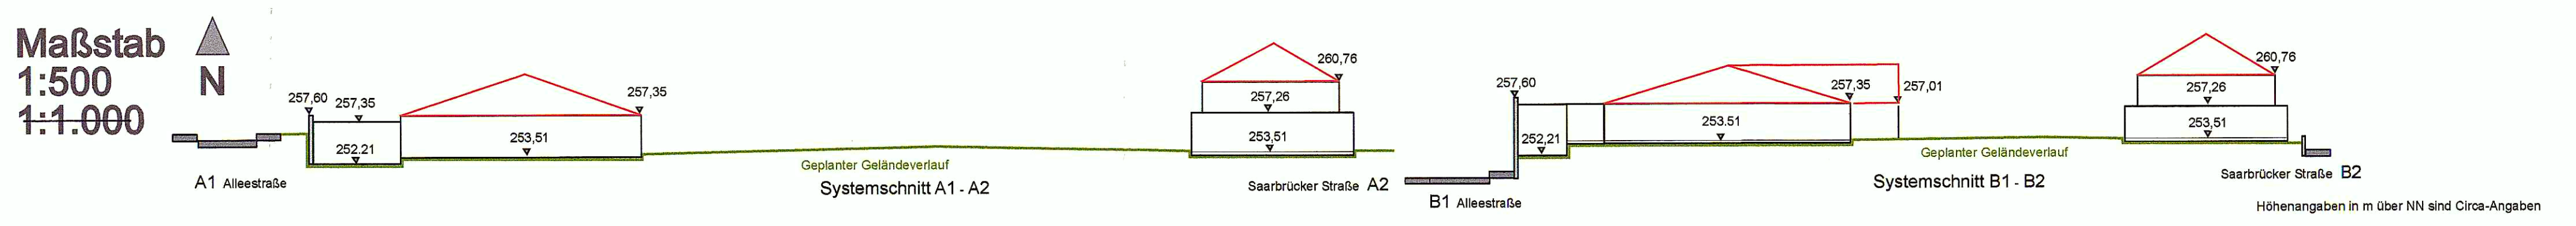 Maßstab
1:500
1:1.000
N
257,60
257,35
252.21
253,51
257,35
A1 Alleestraße
Geplanter Geländeverlauf
Systemschnitt A1 - A2
260,76
257,26
253,51
Saarbrücker Straße A2
257,60
252,21
253.51
257,35
257,01
B1 Alleestraße
Geplanter Geländeverlauf
Systemschnitt B1 - B2
260,76
257,26
253,51
Saarbrücker Straße B2
Höhenangaben in m über NN sind Circa-Angaben